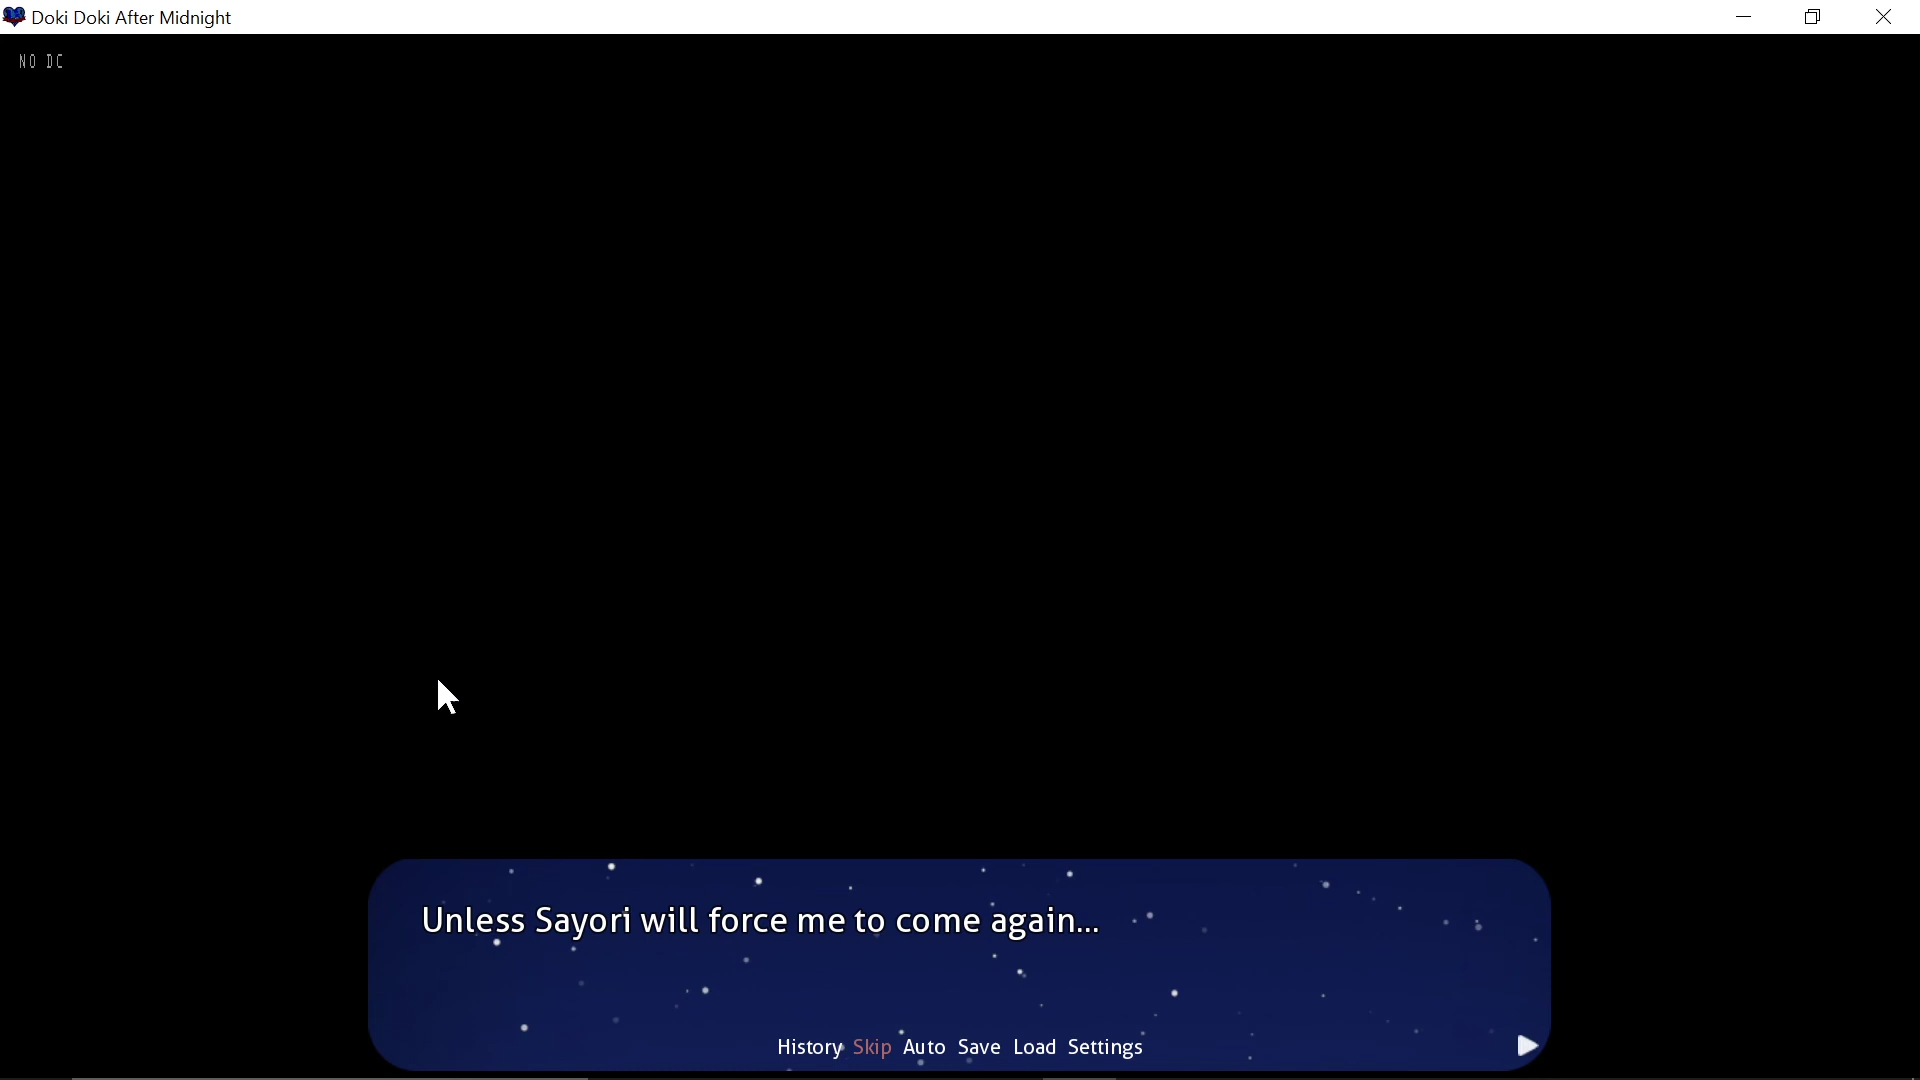 Doki Doki After Midnight
NO DC
Unless Sayori will force me to come again...
History Skip Auto Save Load Settings